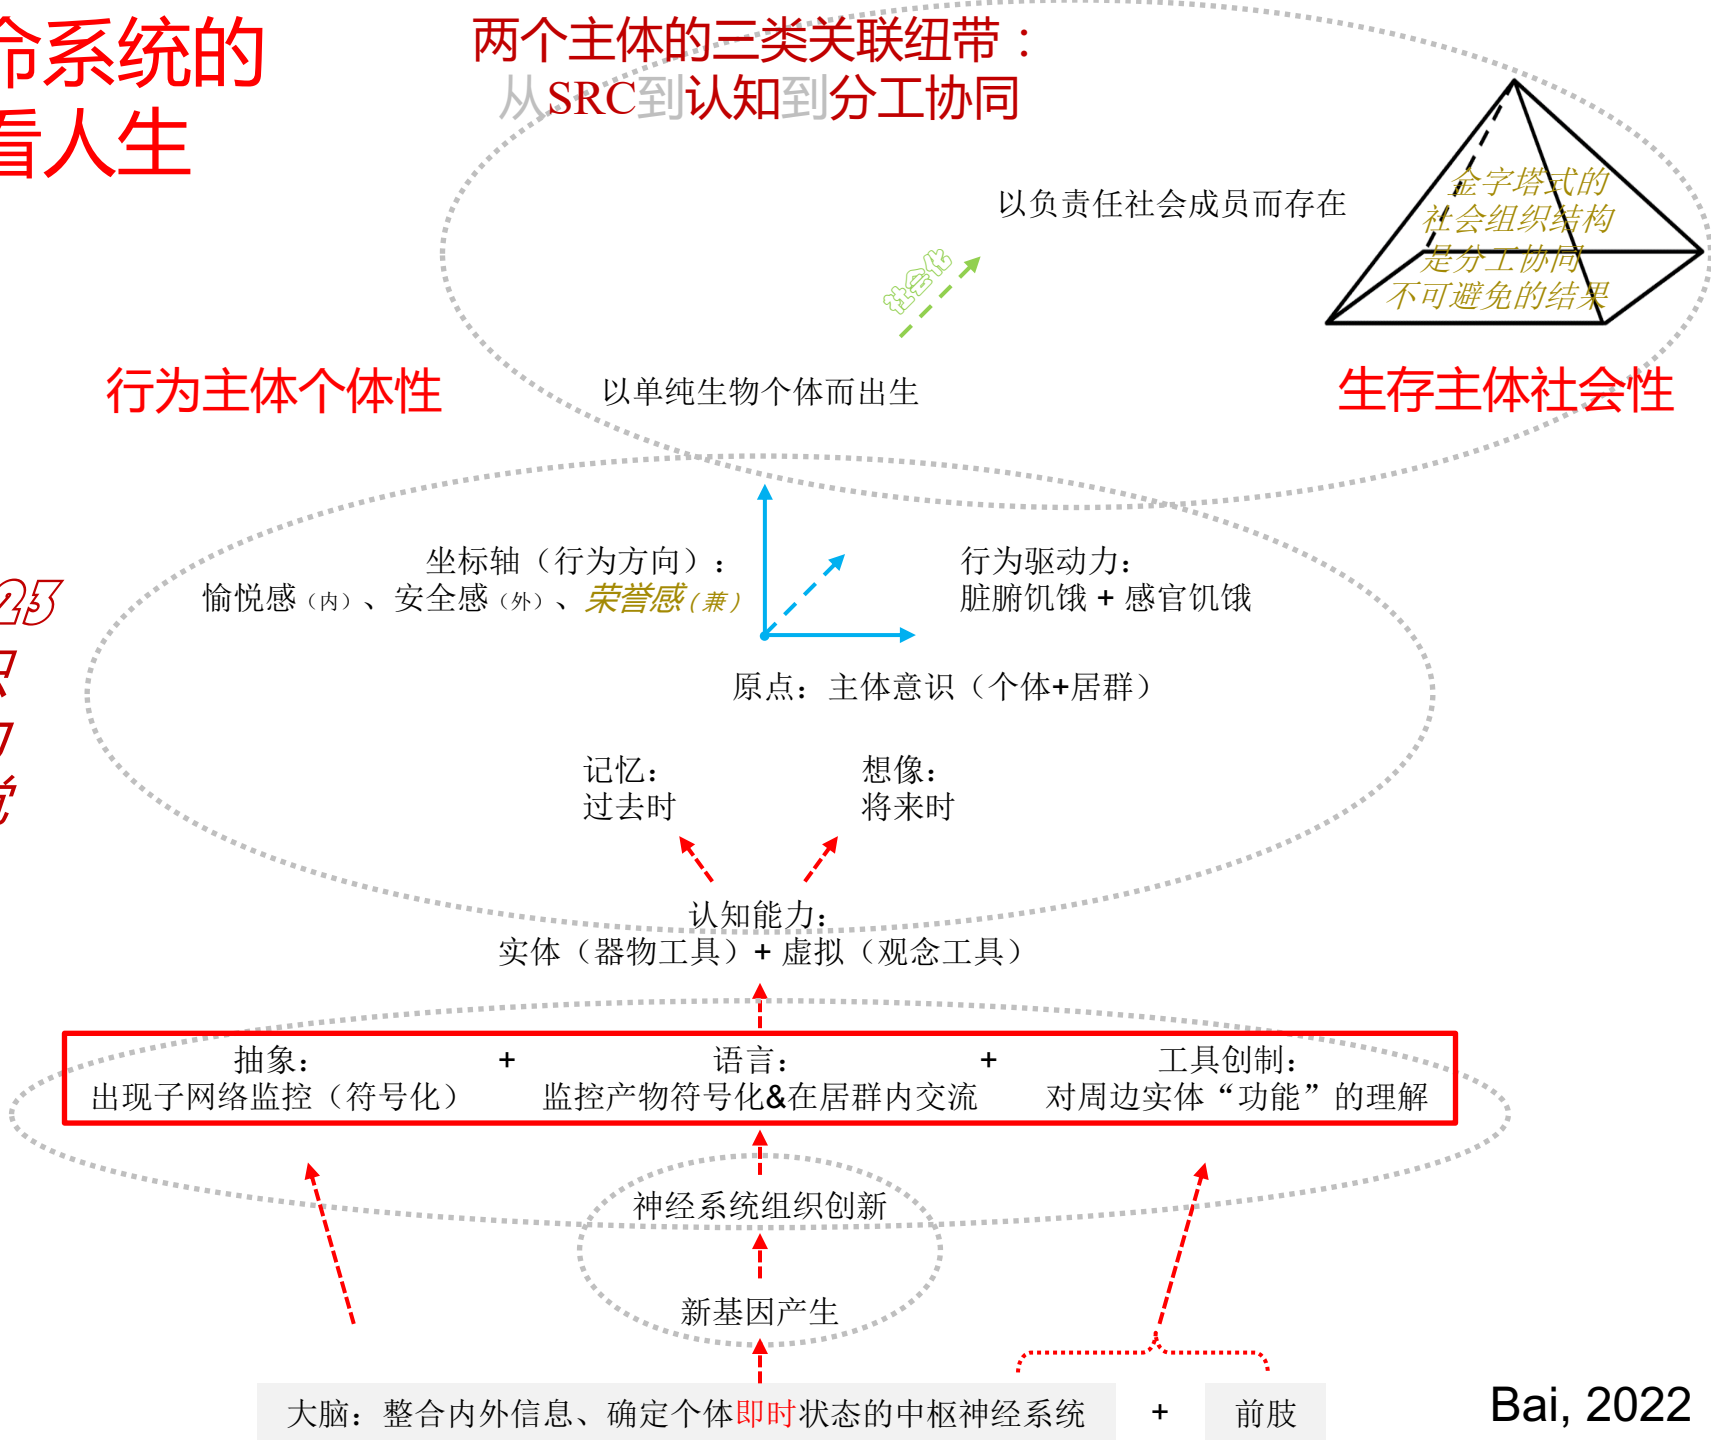 命系统的
看人生
两个主体的三类关联纽带：
从SRC到认知到分工协同
以负责任社会成员而存在
金字塔式的
社会组织结构
是分工协同
不可避免的结果
社会化
行为主体个体性
以单纯生物个体而出生
生存主体社会性
坐标轴（行为方向）：
愉悦感（内）、安全感（外）、荣誉感（兼）
行为驱动力：
脏腑饥饿 + 感官饥饿
原点：主体意识（个体+居群）
23
记忆：
过去时
想像：
将来时
认知能力：
实体（器物工具）+ 虚拟（观念工具）
抽象： + 语言： + 工具创制：
出现子网络监控（符号化） 监控产物符号化&在居群内交流 对周边实体“功能”的理解
神经系统组织创新
新基因产生
大脑：整合内外信息、确定个体即时状态的中枢神经系统 + 前肢
Bai, 2022